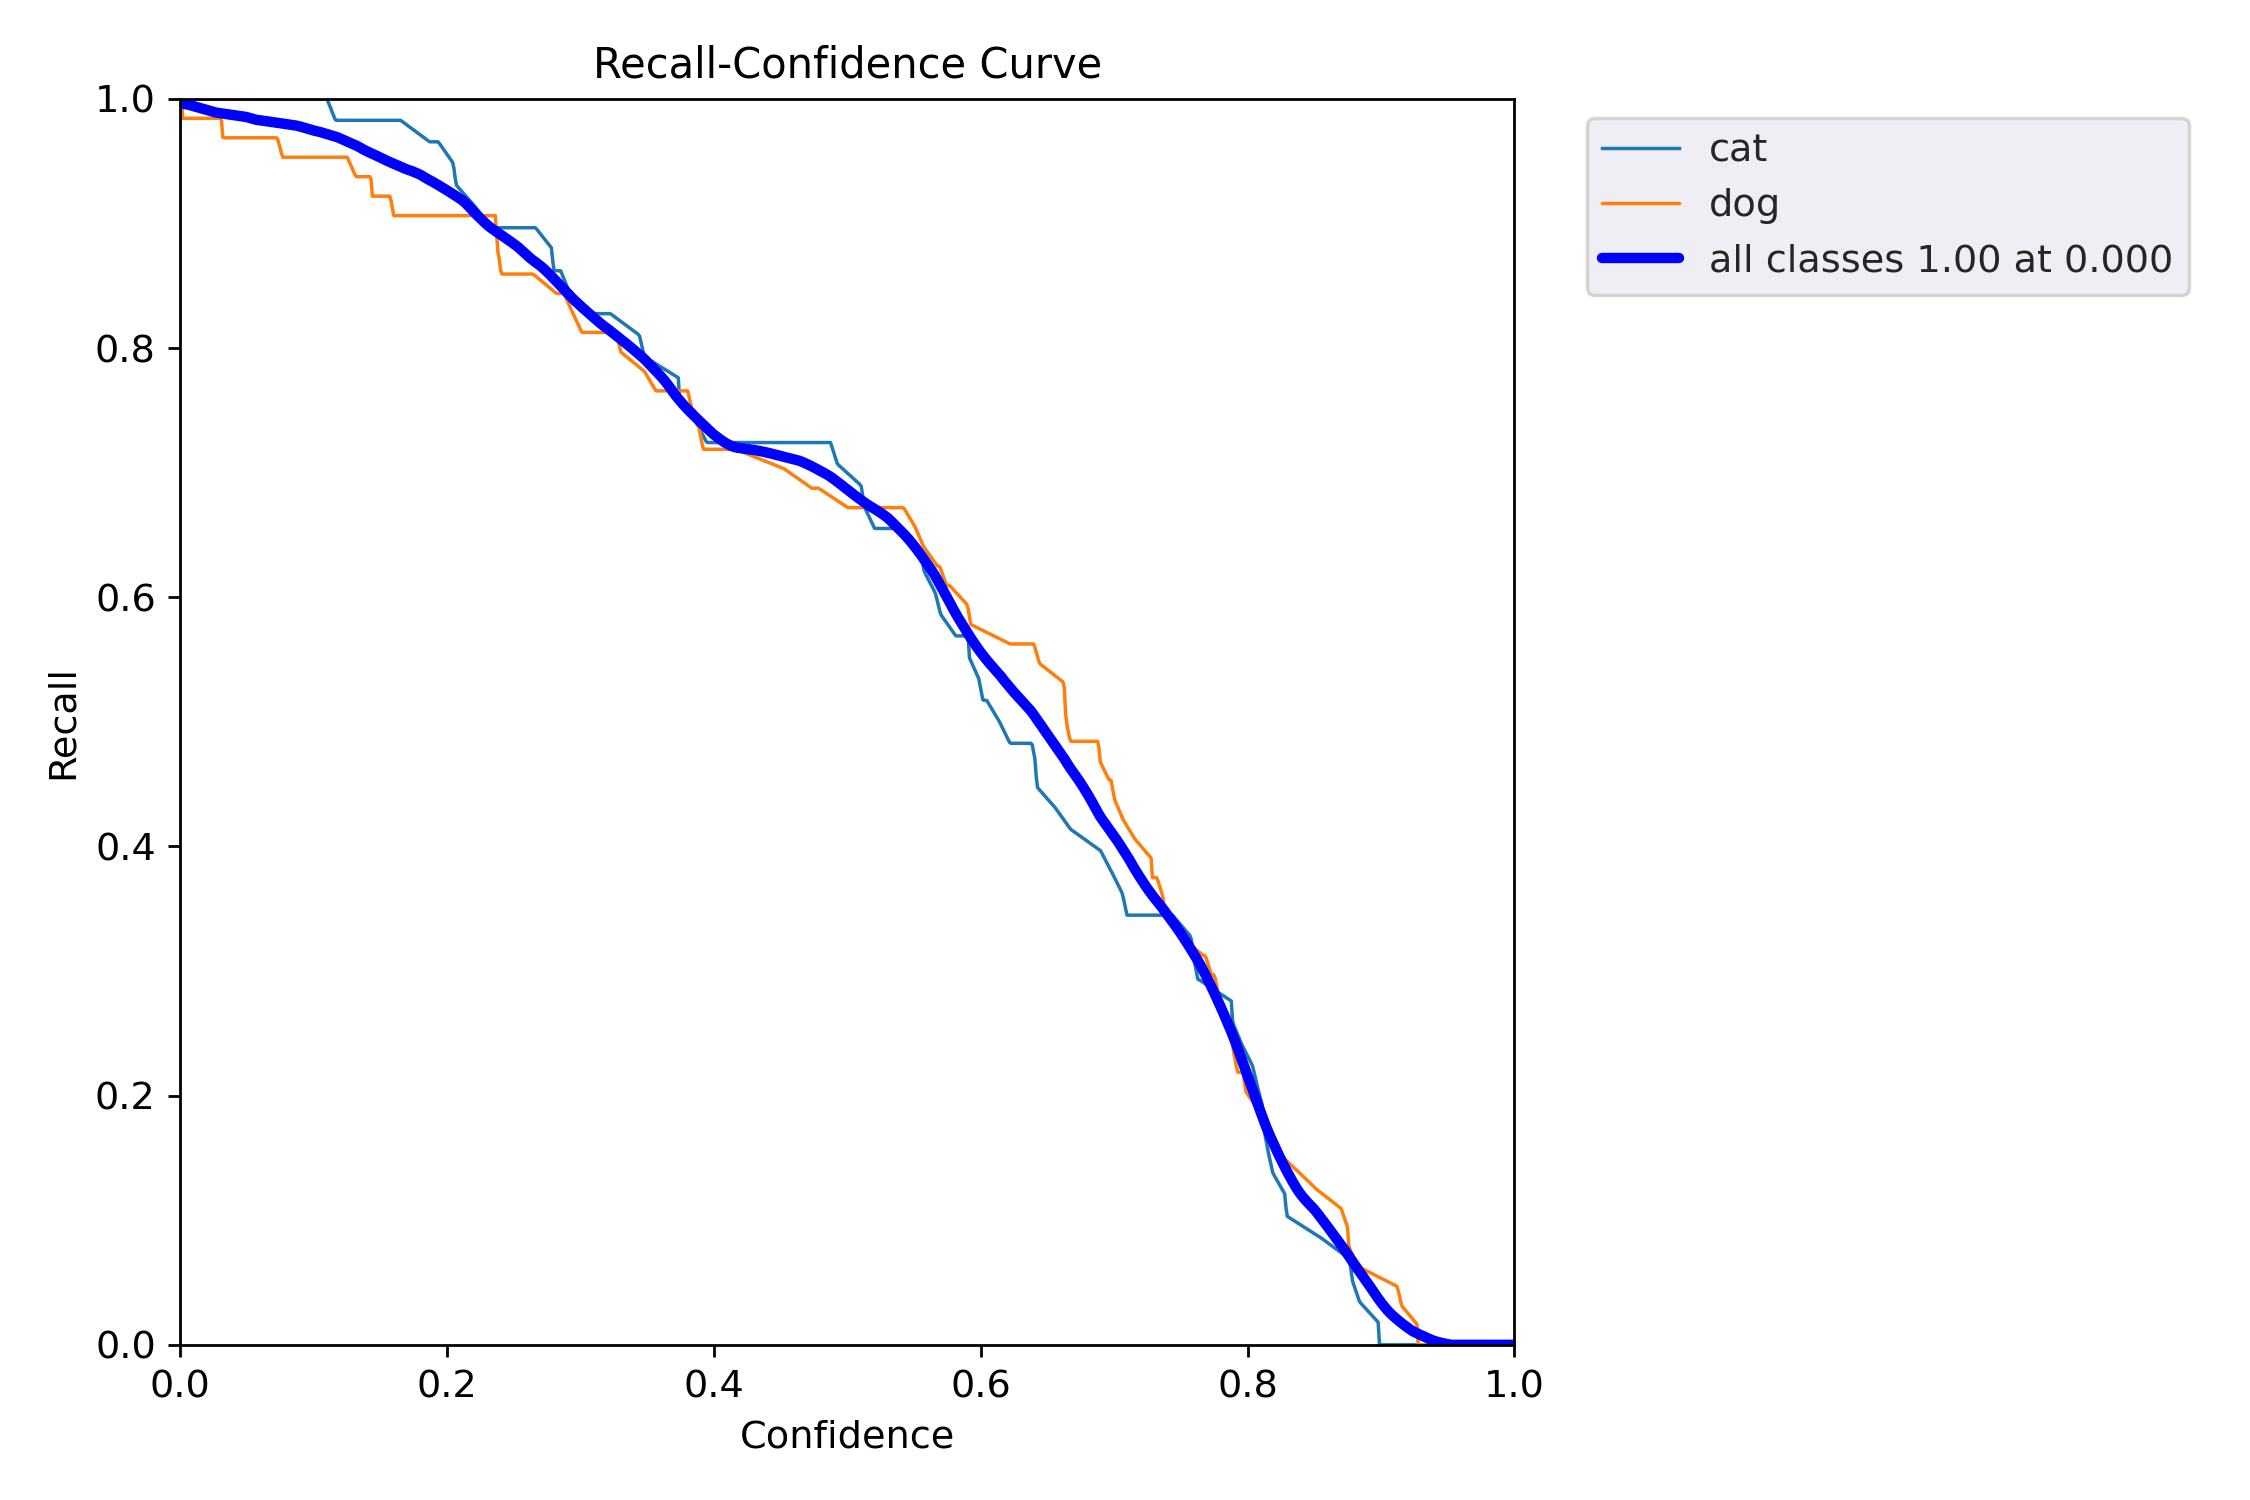 Recall-Confidence Curve
1.0
0.8
0.6
0.4
0.2
0.0
Recall
0.0 0.2 0.4 0.6 0.8 1.0
Confidence
cat
dog
all classes 1.00 at 0.000